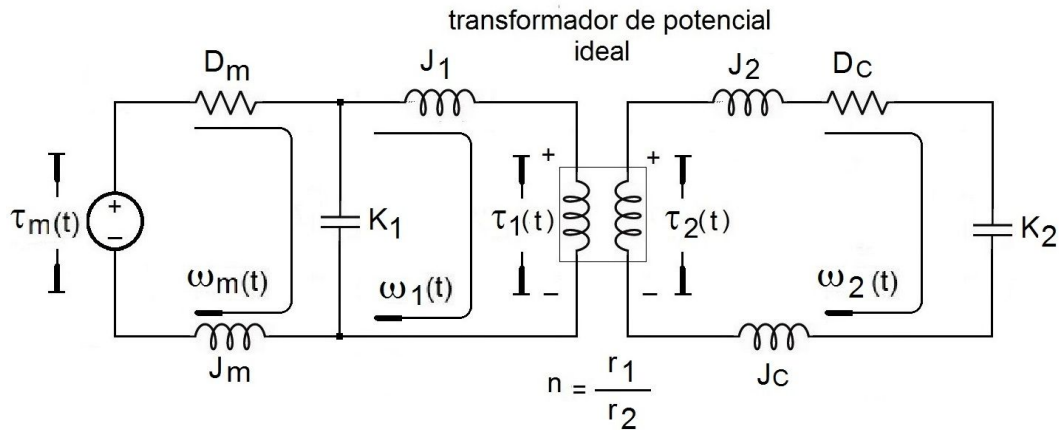 transformador de potencial
ideal
Dm
J1
J2
DC
τm(t)
+
−
K1
τ1(t)
+
−
τ2(t)
+
−
K2
ωm(t)
ω1(t)
ω2(t)
Jm
JC
n = r1
r2